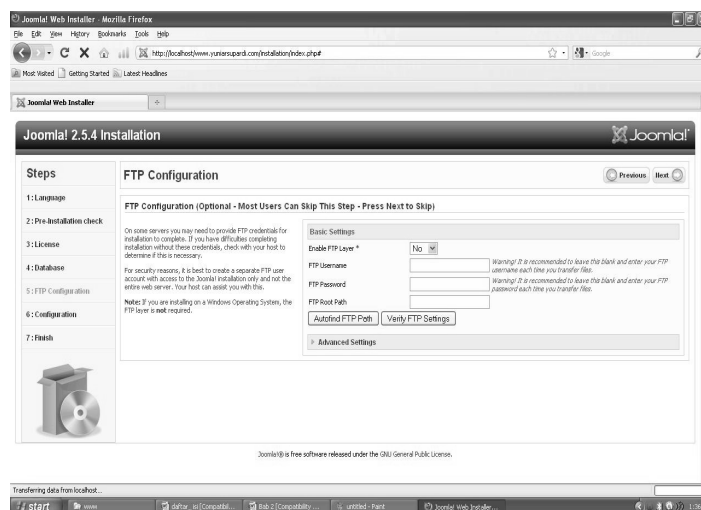 Joomla! Web Installer - Mozilla Firefox
File Edit View History Bookmarks Tools Help
http://localhost/www.yuniarsupardi.com/installation/index.php#
Google
Most Visited Getting Started Latest Headlines
Joomla! Web Installer
Joomla! 2.5.4 Installation
Joomla!
Steps
1 : Language
2 : Pre-Installation check
3 : License
4 : Database
5 : FTP Configuration
6 : Configuration
7 : Finish
FTP Configuration
Previous Next
FTP Configuration (Optional - Most Users Can Skip This Step - Press Next to Skip)
On some servers you may need to provide FTP credentials for
installation to complete. If you have difficulties completing
installation without these credentials, check with your host to
determine if this is necessary.
For security reasons, it is best to create a separate FTP user
account with access to the Joomla! installation only and not the
entire web server. Your host can assist you with this.
Note: If you are installing on a Windows Operating System, the
FTP layer is not required.
Basic Settings
Enable FTP Layer * No
FTP Username
Warning! It is recommended to leave this blank and enter your FTP
username each time you transfer files.
FTP Password
Warning! It is recommended to leave this blank and enter your FTP
password each time you transfer files.
FTP Root Path
Autofind FTP Path Verify FTP Settings
Advanced Settings
Joomla!® is free software released under the GNU General Public License.
Transferring data from localhost...
start www daftar_isi [Compatibil... Bab 2 [Compatibility ... untitled - Paint Joomla! Web Installer...